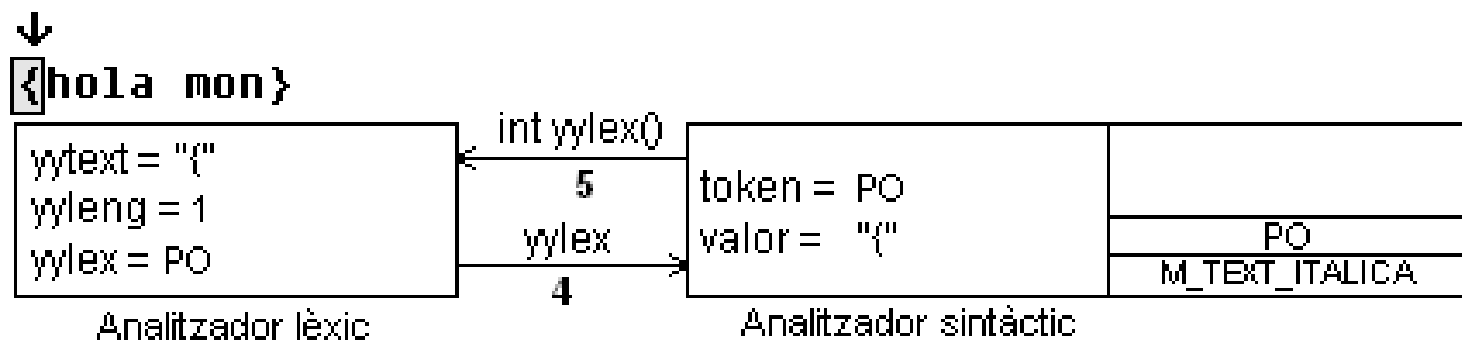 {hola mon}
yytext = "{"
yyleng = 1
yylex = PO
int yylex()
5
yylex
4
token = PO
valor = "{"
PO
M_TEXT_ITALICA
Analitzador lèxic
Analitzador sintàctic